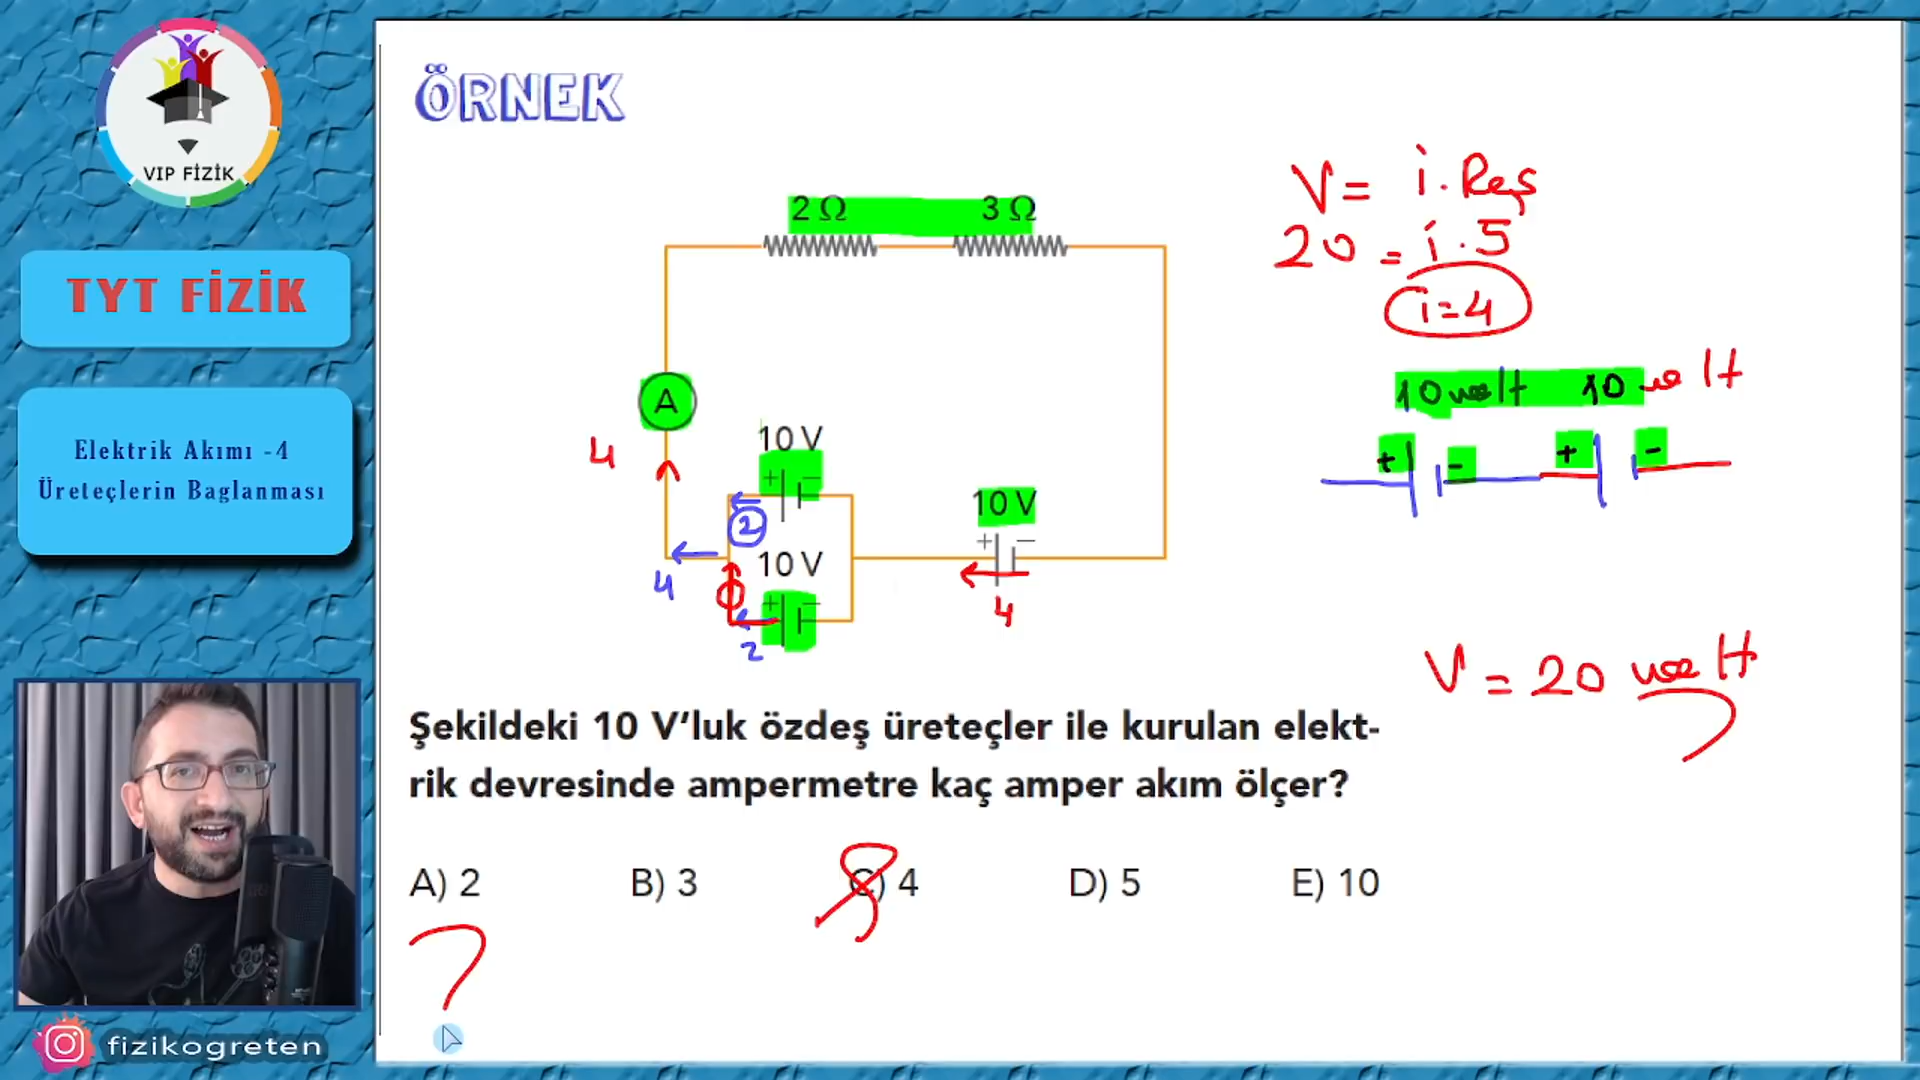 VIP FİZİK
TYT FİZİK
Elektrik Akımı -4
Üreteçlerin Baglanması
fizikogreten
ÖRNEK
2 Ω 3 Ω
A
4
10 V
+ −
2
4
10 V
+ −
2
10 V
+ −
4
V = i . Reş
20 = i . 5
i = 4
10 volt 10 volt
+ - + -
V = 20 volt
Şekildeki 10 V’luk özdeş üreteçler ile kurulan elekt-
rik devresinde ampermetre kaç amper akım ölçer?
A) 2 B) 3 C) 4 D) 5 E) 10